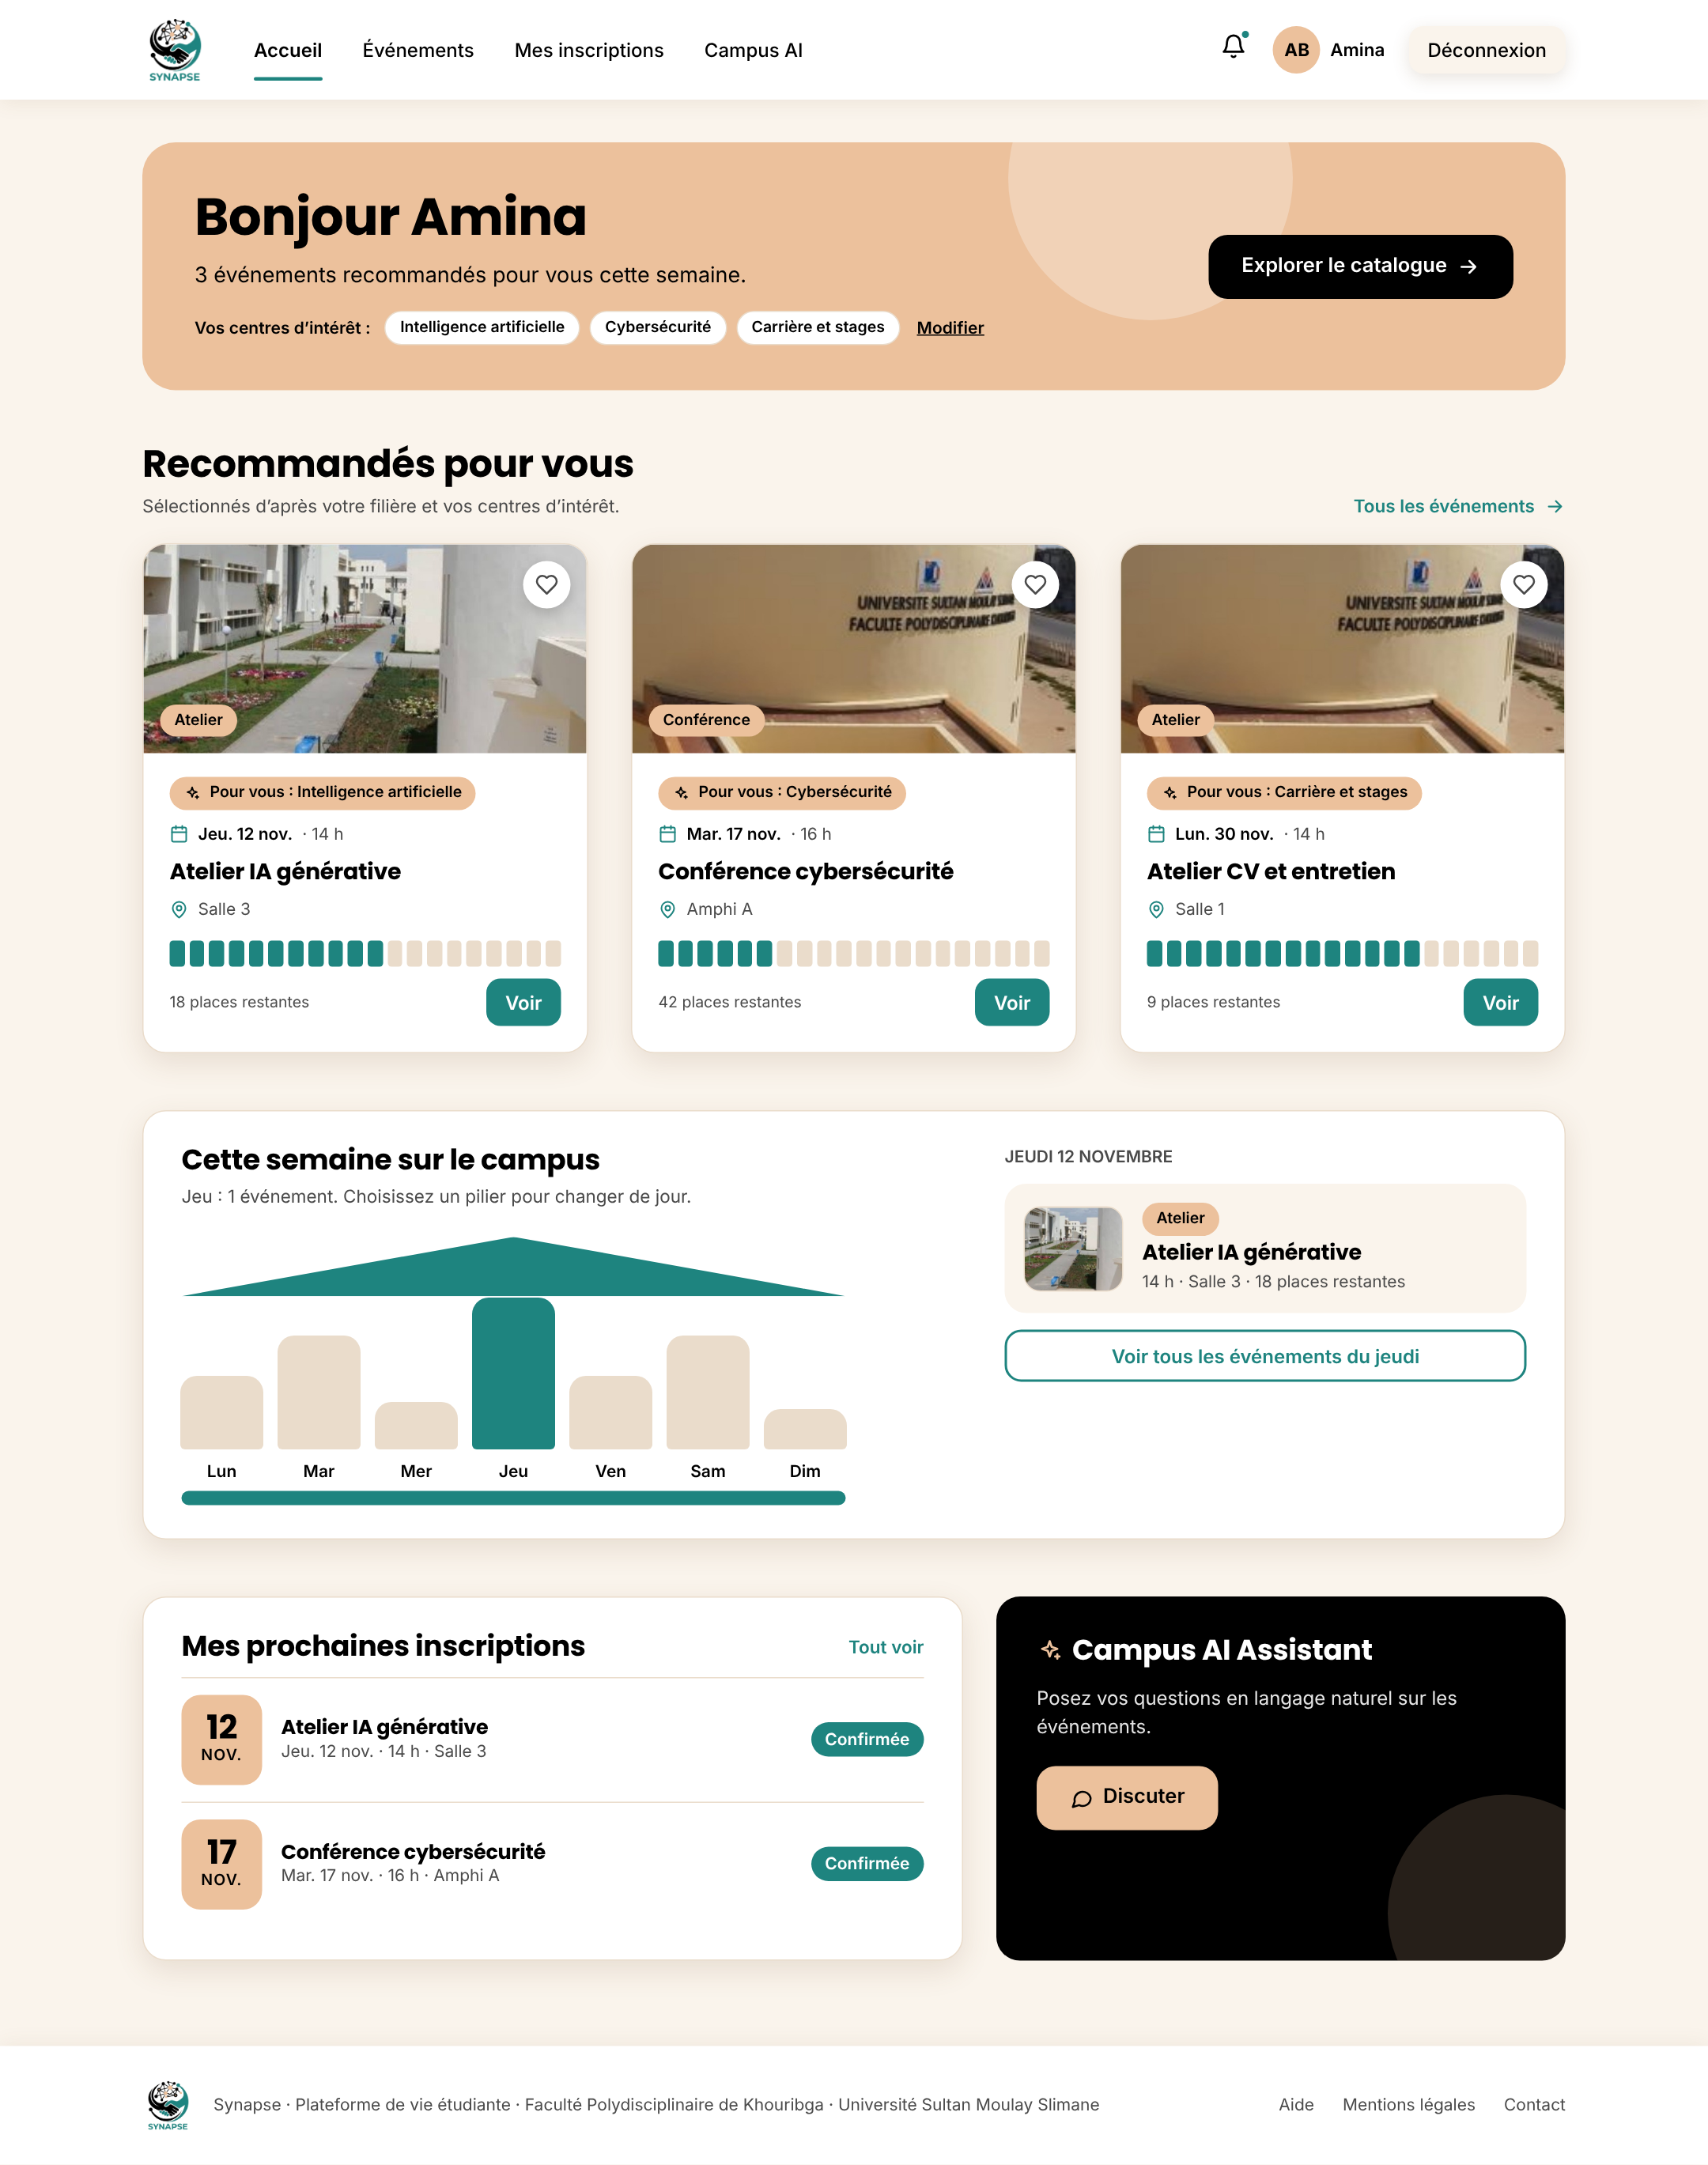 SYNAPSE
Accueil
Événements
Mes inscriptions
Campus AI
AB
Amina
Déconnexion
Bonjour Amina
3 événements recommandés pour vous cette semaine.
Vos centres d’intérêt :
Intelligence artificielle
Cybersécurité
Carrière et stages
Modifier
Explorer le catalogue
Recommandés pour vous
Sélectionnés d’après votre filière et vos centres d’intérêt.
Tous les événements
Atelier
Pour vous : Intelligence artificielle
Jeu. 12 nov. · 14 h
Atelier IA générative
Salle 3
18 places restantes
Voir
UNIVERSITE SULTAN
FACULTE POLYDISCIPLINAIRE
Conférence
Pour vous : Cybersécurité
Mar. 17 nov. · 16 h
Conférence cybersécurité
Amphi A
42 places restantes
Voir
UNIVERSITE SULTAN
FACULTE POLYDISCIPLINAIRE
Atelier
Pour vous : Carrière et stages
Lun. 30 nov. · 14 h
Atelier CV et entretien
Salle 1
9 places restantes
Voir
Cette semaine sur le campus
Jeu : 1 événement. Choisissez un pilier pour changer de jour.
Lun
Mar
Mer
Jeu
Ven
Sam
Dim
JEUDI 12 NOVEMBRE
Atelier
Atelier IA générative
14 h · Salle 3 · 18 places restantes
Voir tous les événements du jeudi
Mes prochaines inscriptions
Tout voir
12
NOV.
Atelier IA générative
Jeu. 12 nov. · 14 h · Salle 3
Confirmée
17
NOV.
Conférence cybersécurité
Mar. 17 nov. · 16 h · Amphi A
Confirmée
Campus AI Assistant
Posez vos questions en langage naturel sur les
événements.
Discuter
SYNAPSE
Synapse · Plateforme de vie étudiante · Faculté Polydisciplinaire de Khouribga · Université Sultan Moulay Slimane
Aide
Mentions légales
Contact